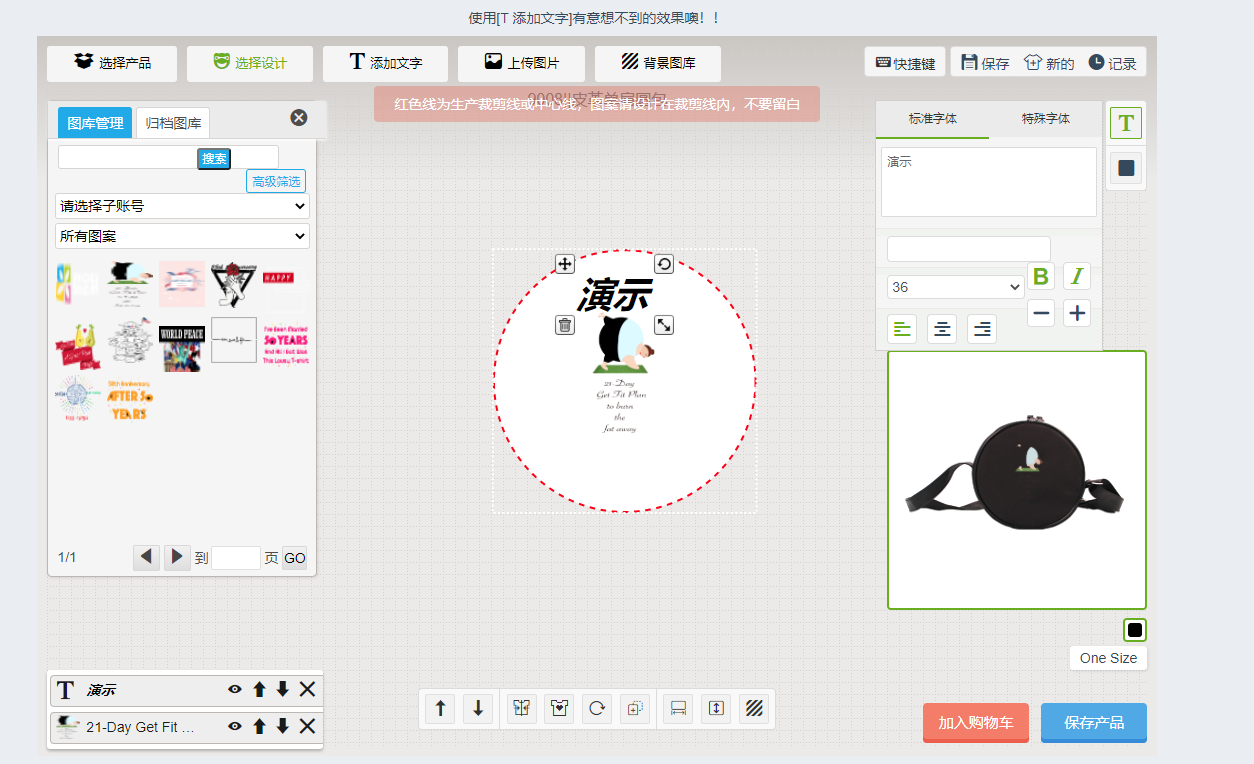 使用[T 添加文字]有意想不到的效果噢！！
选择产品
选择设计
添加文字
上传图片
背景图库
快捷键
保存
新的
记录
红色线为生产裁剪线或中心线，图案请设计在裁剪线内，不要留白
图库管理
归档图库
搜索
高级筛选
请选择子账号
所有图案
HAPPY
WORLD PEACE
I've Been Married
50 YEARS
And All I Got Was
This Lousy T-shirt
50th Anniversary
AFTER 50
YEARS
1/1
到
页 GO
标准字体
特殊字体
T
演示
36
B
I
演示
21-Day
Get Fit Plan
to burn
the
fat away
One Size
T 演示
21-Day Get Fit ...
加入购物车
保存产品